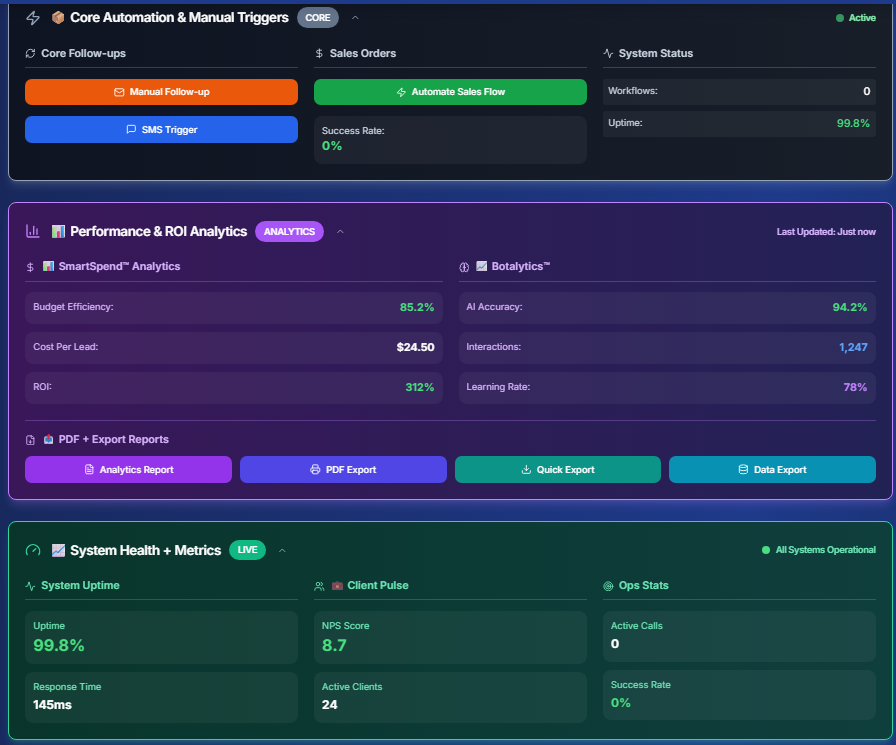 Core Automation & Manual Triggers CORE Active
Core Follow-ups
Manual Follow-up
SMS Trigger
Sales Orders
Automate Sales Flow
Success Rate:
0%
System Status
Workflows: 0
Uptime: 99.8%
Performance & ROI Analytics ANALYTICS Last Updated: Just now
SmartSpend™ Analytics
Budget Efficiency: 85.2%
Cost Per Lead: $24.50
ROI: 312%
Botalytics™
AI Accuracy: 94.2%
Interactions: 1,247
Learning Rate: 78%
PDF + Export Reports
Analytics Report PDF Export Quick Export Data Export
System Health + Metrics LIVE All Systems Operational
System Uptime
Uptime
99.8%
Response Time
145ms
Client Pulse
NPS Score
8.7
Active Clients
24
Ops Stats
Active Calls
0
Success Rate
0%